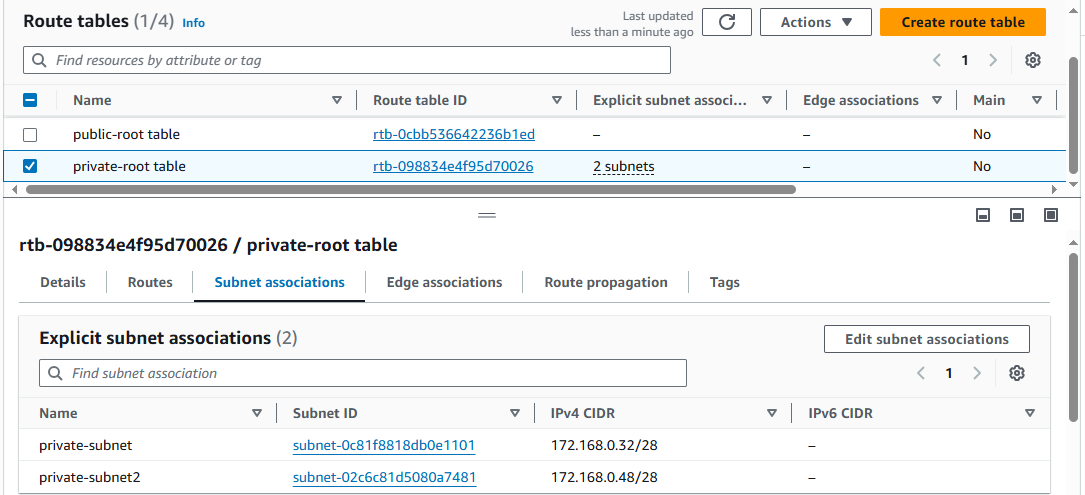 Route tables (1/4) Info
Last updated
less than a minute ago
Actions
Create route table
Find resources by attribute or tag
1
Name Route table ID Explicit subnet associ... Edge associations Main
public-root table rtb-0cbb536642236b1ed – – No
private-root table rtb-098834e4f95d70026 2 subnets – No
rtb-098834e4f95d70026 / private-root table
Details Routes Subnet associations Edge associations Route propagation Tags
Explicit subnet associations (2)
Edit subnet associations
Find subnet association
1
Name Subnet ID IPv4 CIDR IPv6 CIDR
private-subnet subnet-0c81f8818db0e1101 172.168.0.32/28 –
private-subnet2 subnet-02c6c81d5080a7481 172.168.0.48/28 –